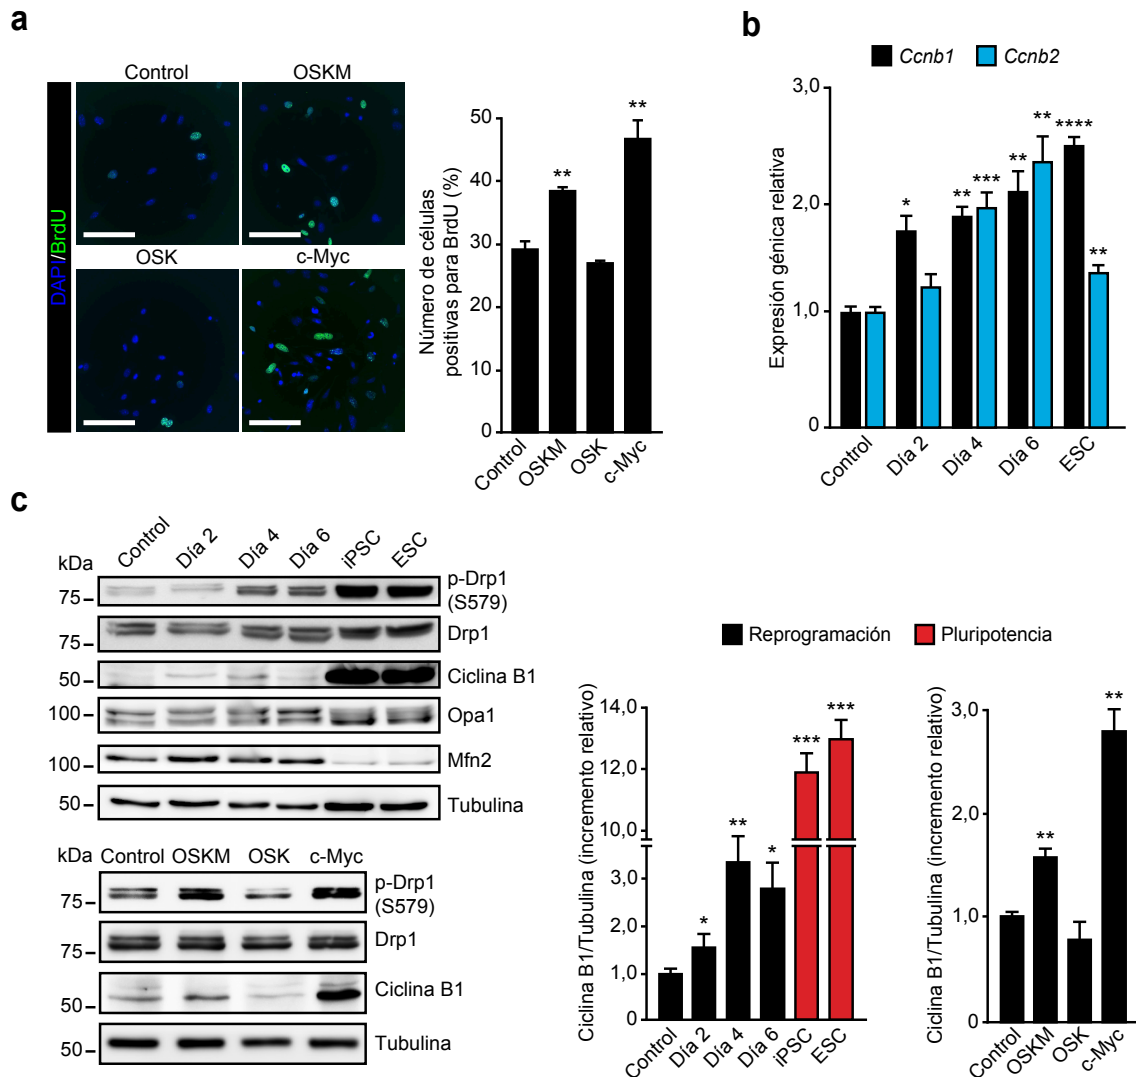 a
Control
OSKM
OSK
c-Myc
DAPI/BrdU
Número de células
positivas para BrdU (%)
50
40
30
20
10
0
**
**
Control
OSKM
OSK
c-Myc
b
Ccnb1
Ccnb2
Expresión génica relativa
3,0
2,0
1,0
0
*
**
***
**
**
****
**
Control
Día 2
Día 4
Día 6
ESC
c
kDa
Control
Día 2
Día 4
Día 6
iPSC
ESC
75
p-Drp1
(S579)
75
Drp1
50
Ciclina B1
100
Opa1
100
Mfn2
50
Tubulina
kDa
Control
OSKM
OSK
c-Myc
75
p-Drp1
(S579)
75
Drp1
50
Ciclina B1
50
Tubulina
Reprogramación
Pluripotencia
Ciclina B1/Tubulina (incremento relativo)
14,0
12,0
10,0
3,0
2,0
1,0
0
*
**
*
***
***
Control
Día 2
Día 4
Día 6
iPSC
ESC
Ciclina B1/Tubulina (incremento relativo)
3,0
2,0
1,0
0
**
**
Control
OSKM
OSK
c-Myc